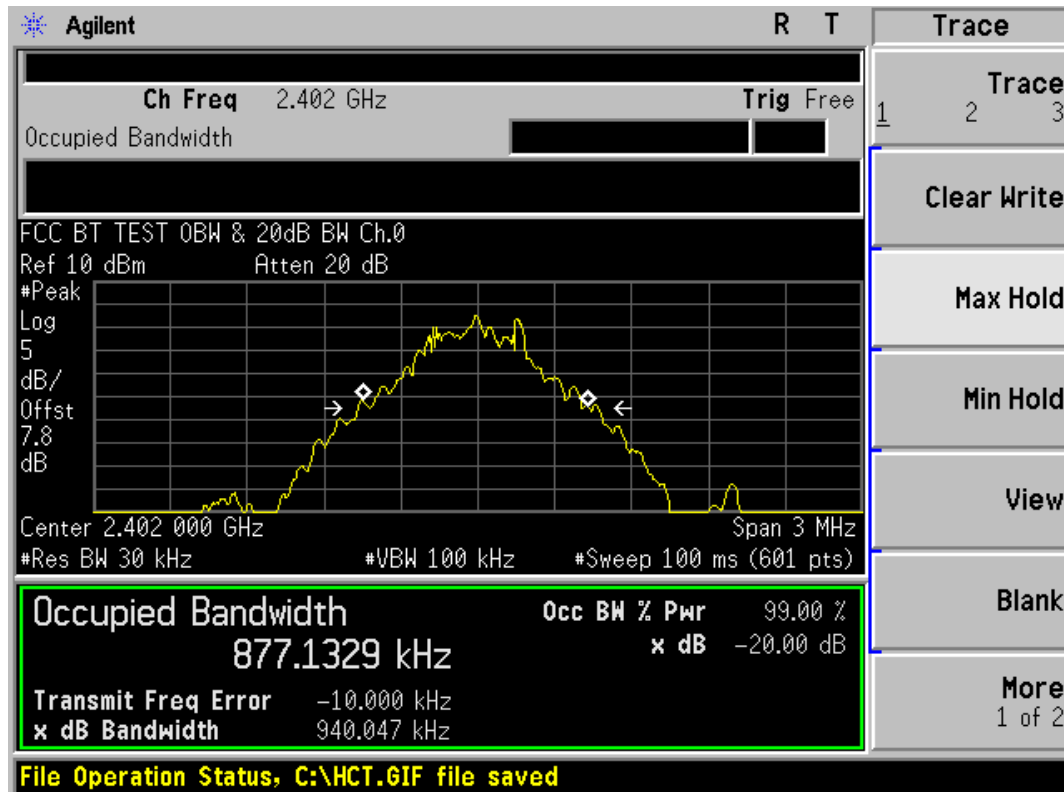 Agilent R T Trace
Ch Freq 2.402 GHz Trig Free
Occupied Bandwidth
FCC BT TEST OBW & 20dB BW Ch.0
Ref 10 dBm Atten 20 dB
#Peak
Log
5
dB/
Offst
7.8
dB
Center 2.402 000 GHz Span 3 MHz
#Res BW 30 kHz #VBW 100 kHz #Sweep 100 ms (601 pts)
Occupied Bandwidth
877.1329 kHz
Occ BW % Pwr 99.00 %
x dB -20.00 dB
Transmit Freq Error -10.000 kHz
x dB Bandwidth 940.047 kHz
File Operation Status, C:\HCT.GIF file saved
Trace
1 2 3
Clear Write
Max Hold
Min Hold
View
Blank
More
1 of 2